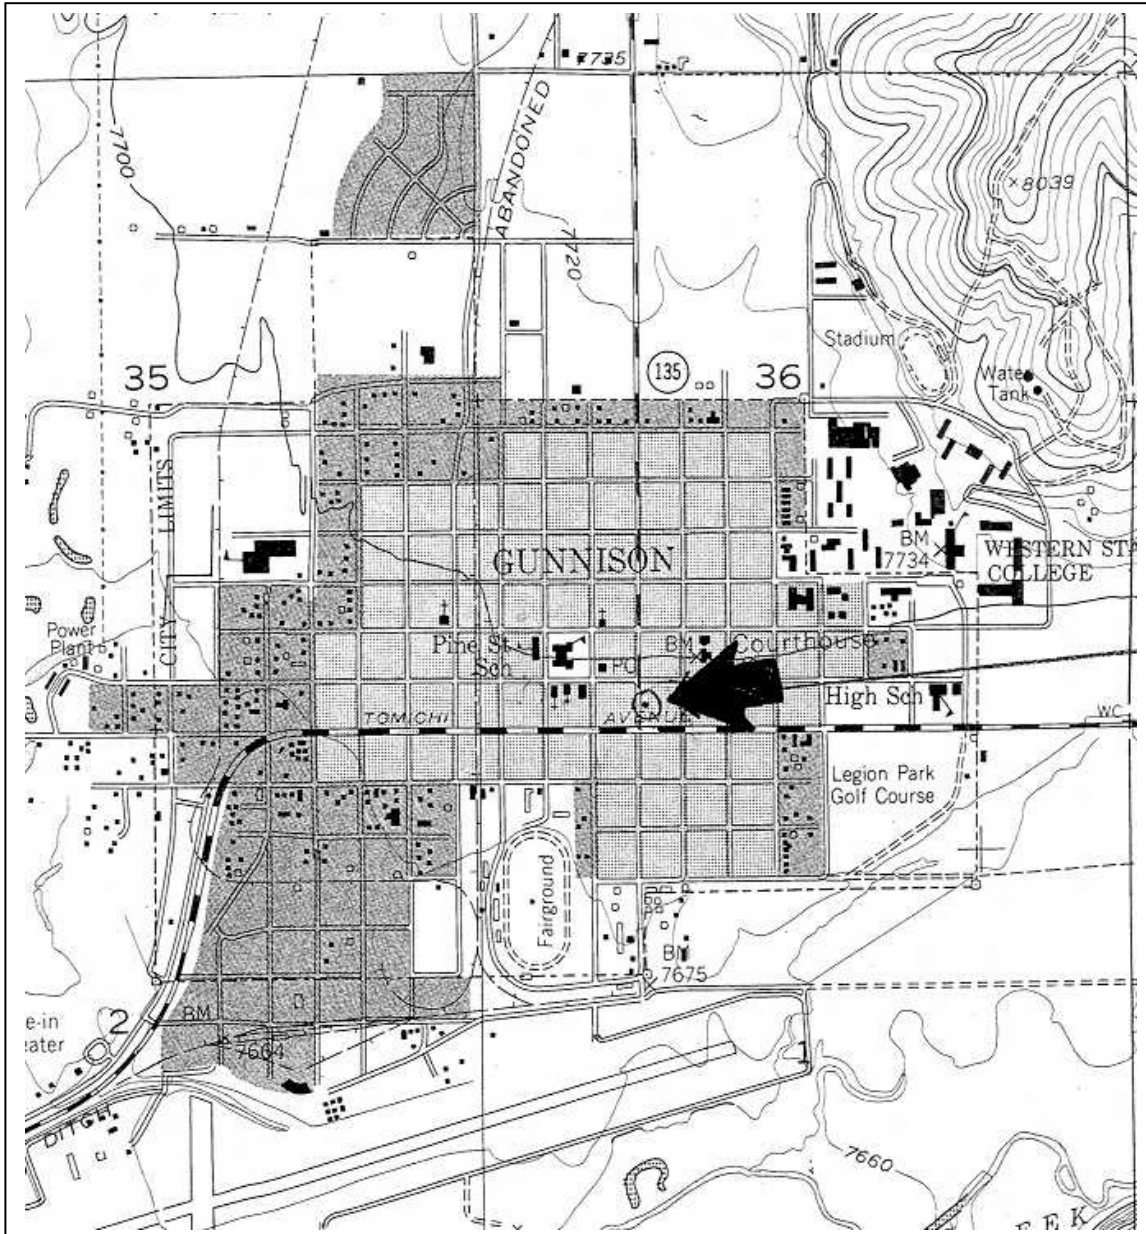 7735
7700
ABANDONED
8039
7720
Stadium
135
35
36
Water
Tank
LIMITS
CITY
GUNNISON
BM
7734
WESTERN STA
COLLEGE
Power
Plant
Pine St.
Sch
PO
BM
Courthouse
High Sch
TOMICHI
AVENUE
WC
Legion Park
Golf Course
Fairground
BM
7675
e-in
eater
2
BM
7664
DITCH
7660
EEK